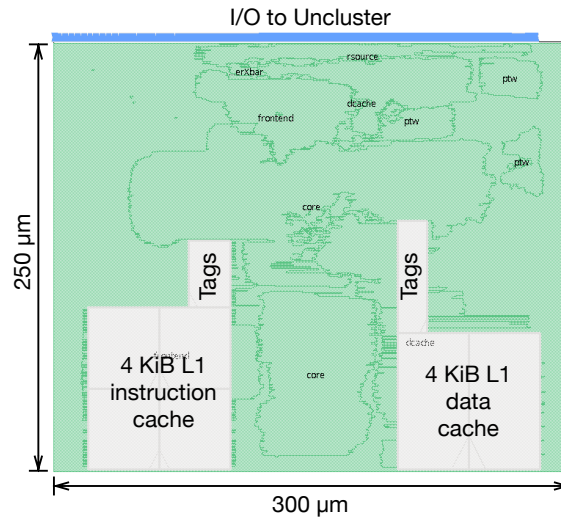 I/O to Uncluster
rsource
erXbar
ptw
dcache
frontend
ptw
ptw
core
250 µm
Tags
Tags
frontend
dcache
4 KiB L1
instruction
cache
core
4 KiB L1
data
cache
300 µm